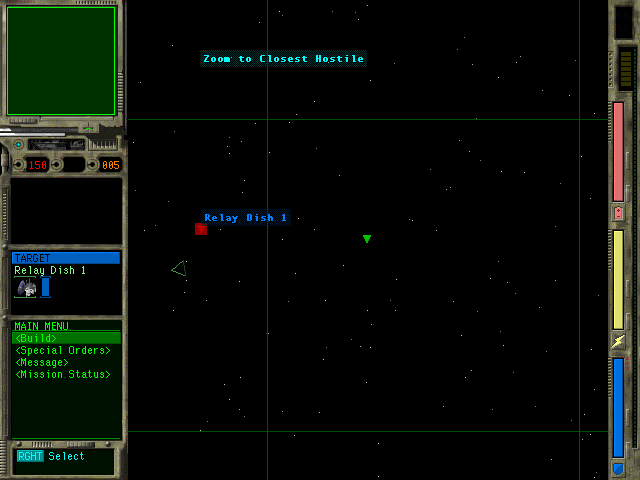 Zoom to Closest Hostile
150
005
Relay Dish 1
TARGET
Relay Dish 1
MAIN MENU
<Build>
<Special Orders>
<Message>
<Mission Status>
RGHT Select